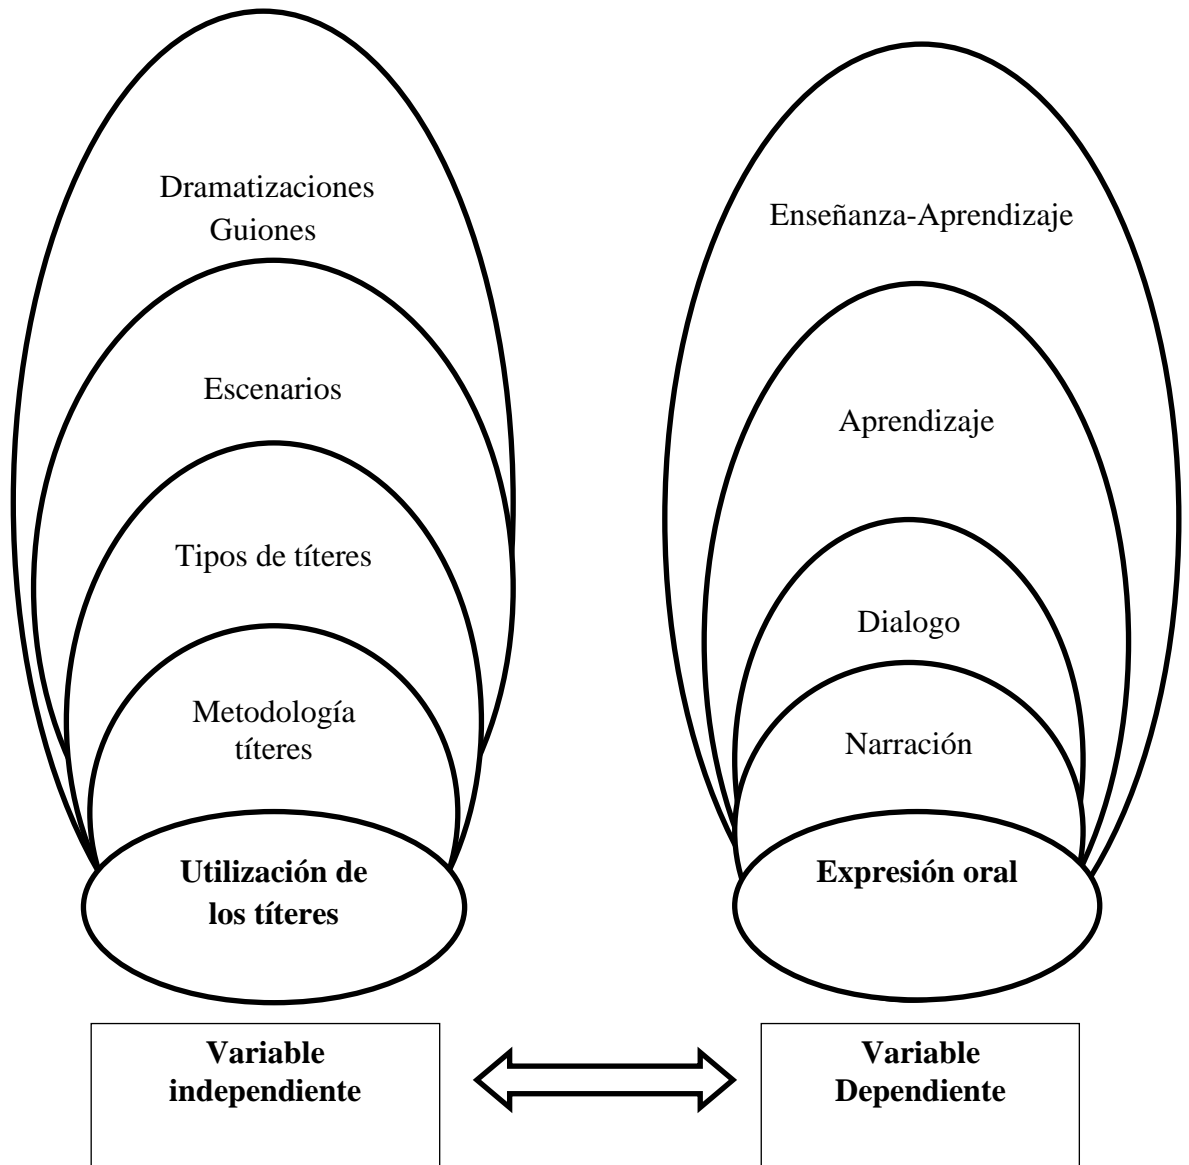 Dramatizaciones
Guiones
Escenarios
Tipos de títeres
Metodología
títeres
Utilización de
los títeres
Variable
independiente
Enseñanza-Aprendizaje
Aprendizaje
Dialogo
Narración
Expresión oral
Variable
Dependiente